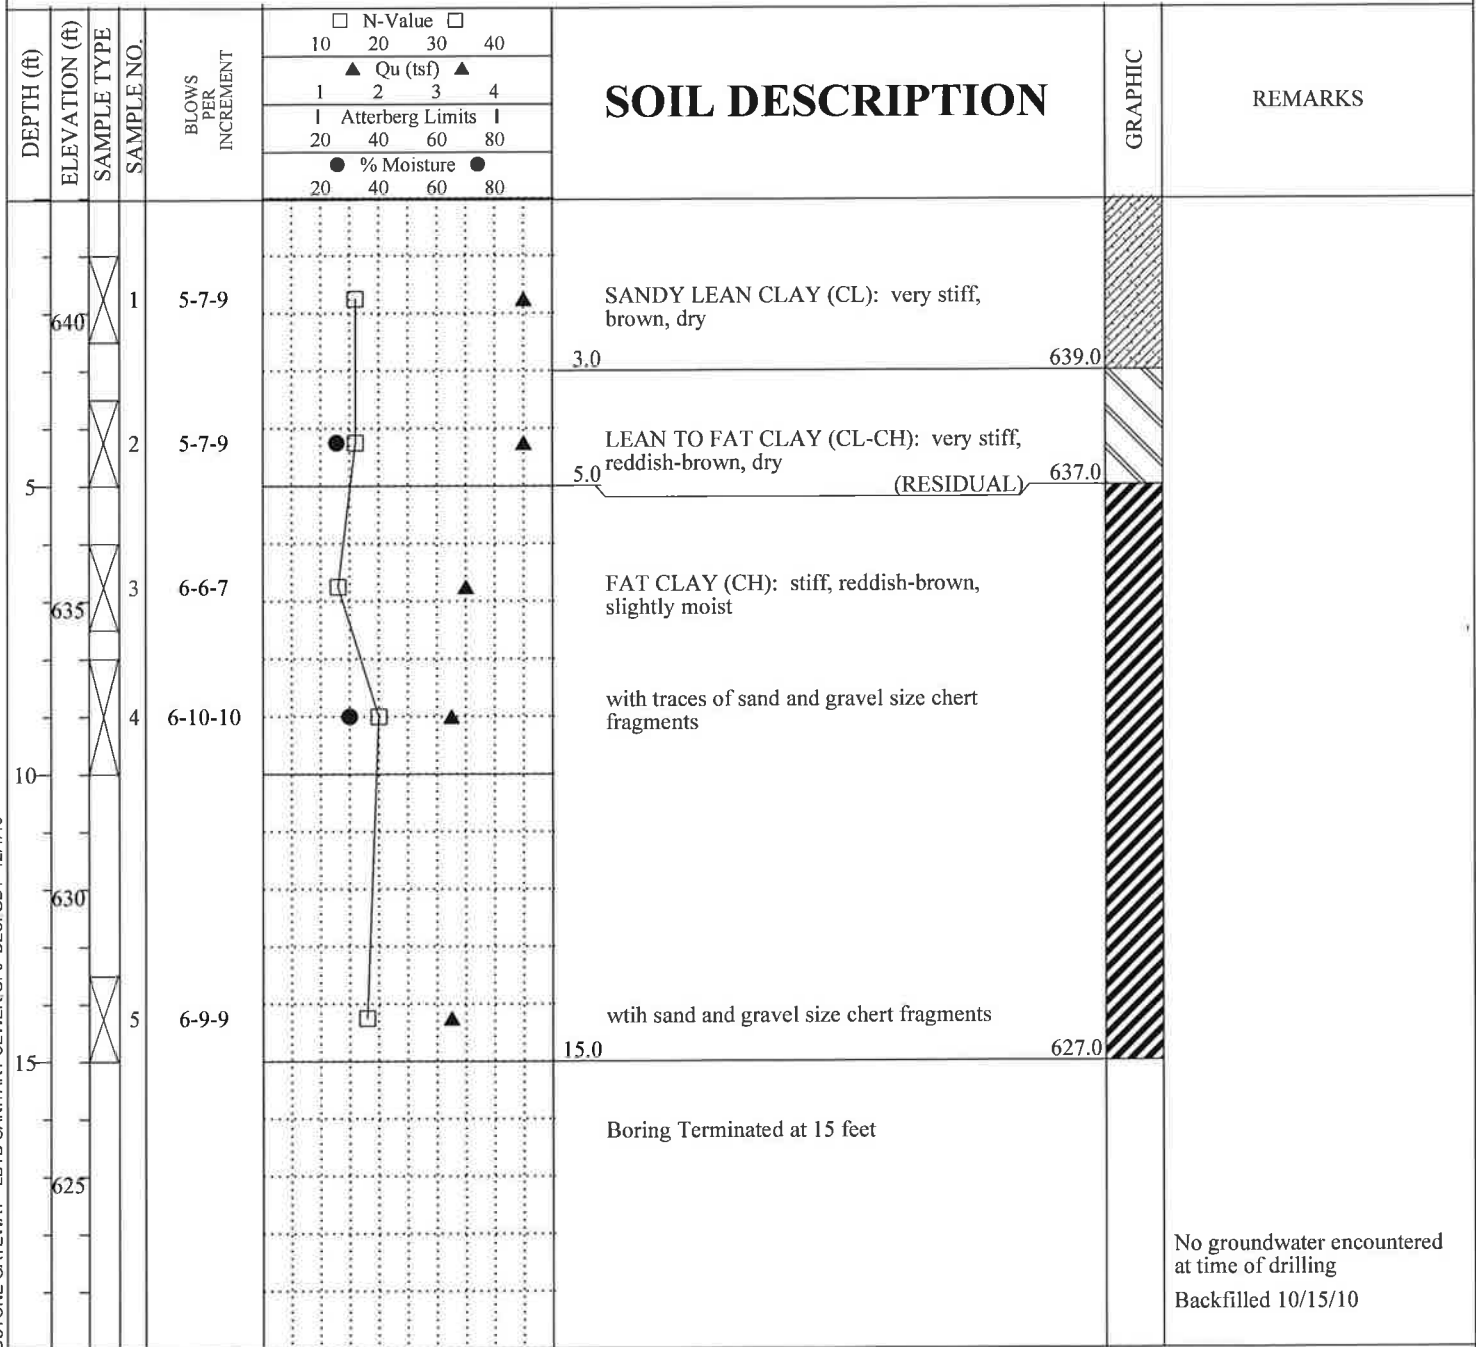 DEPTH (ft)
ELEVATION (ft)
SAMPLE TYPE
SAMPLE NO.
BLOWS
PER
INCREMENT
N-Value
10 20 30 40
Qu (tsf)
1 2 3 4
Atterberg Limits
20 40 60 80
% Moisture
20 40 60 80
SOIL DESCRIPTION
GRAPHIC
REMARKS
1 5-7-9
SANDY LEAN CLAY (CL): very stiff,
brown, dry
640
3.0 639.0
2 5-7-9
LEAN TO FAT CLAY (CL-CH): very stiff,
reddish-brown, dry
5.0 (RESIDUAL) 637.0
5
3 6-6-7
FAT CLAY (CH): stiff, reddish-brown,
slightly moist
635
4 6-10-10
with traces of sand and gravel size chert
fragments
10
630
5 6-9-9
wtih sand and gravel size chert fragments
15.0 627.0
15
Boring Terminated at 15 feet
625
No groundwater encountered
at time of drilling
Backfilled 10/15/10